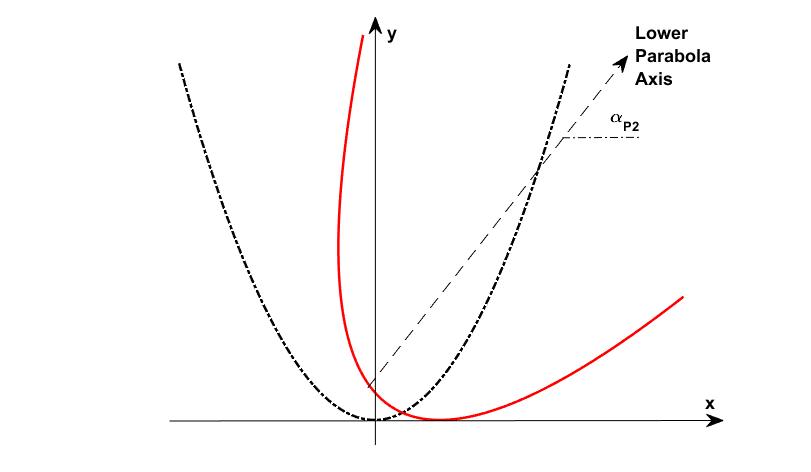 y
Lower
Parabola
Axis
αP2
x